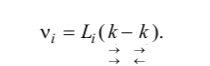 νᵢ = Lᵢ(k − k).
→ →
→ ←